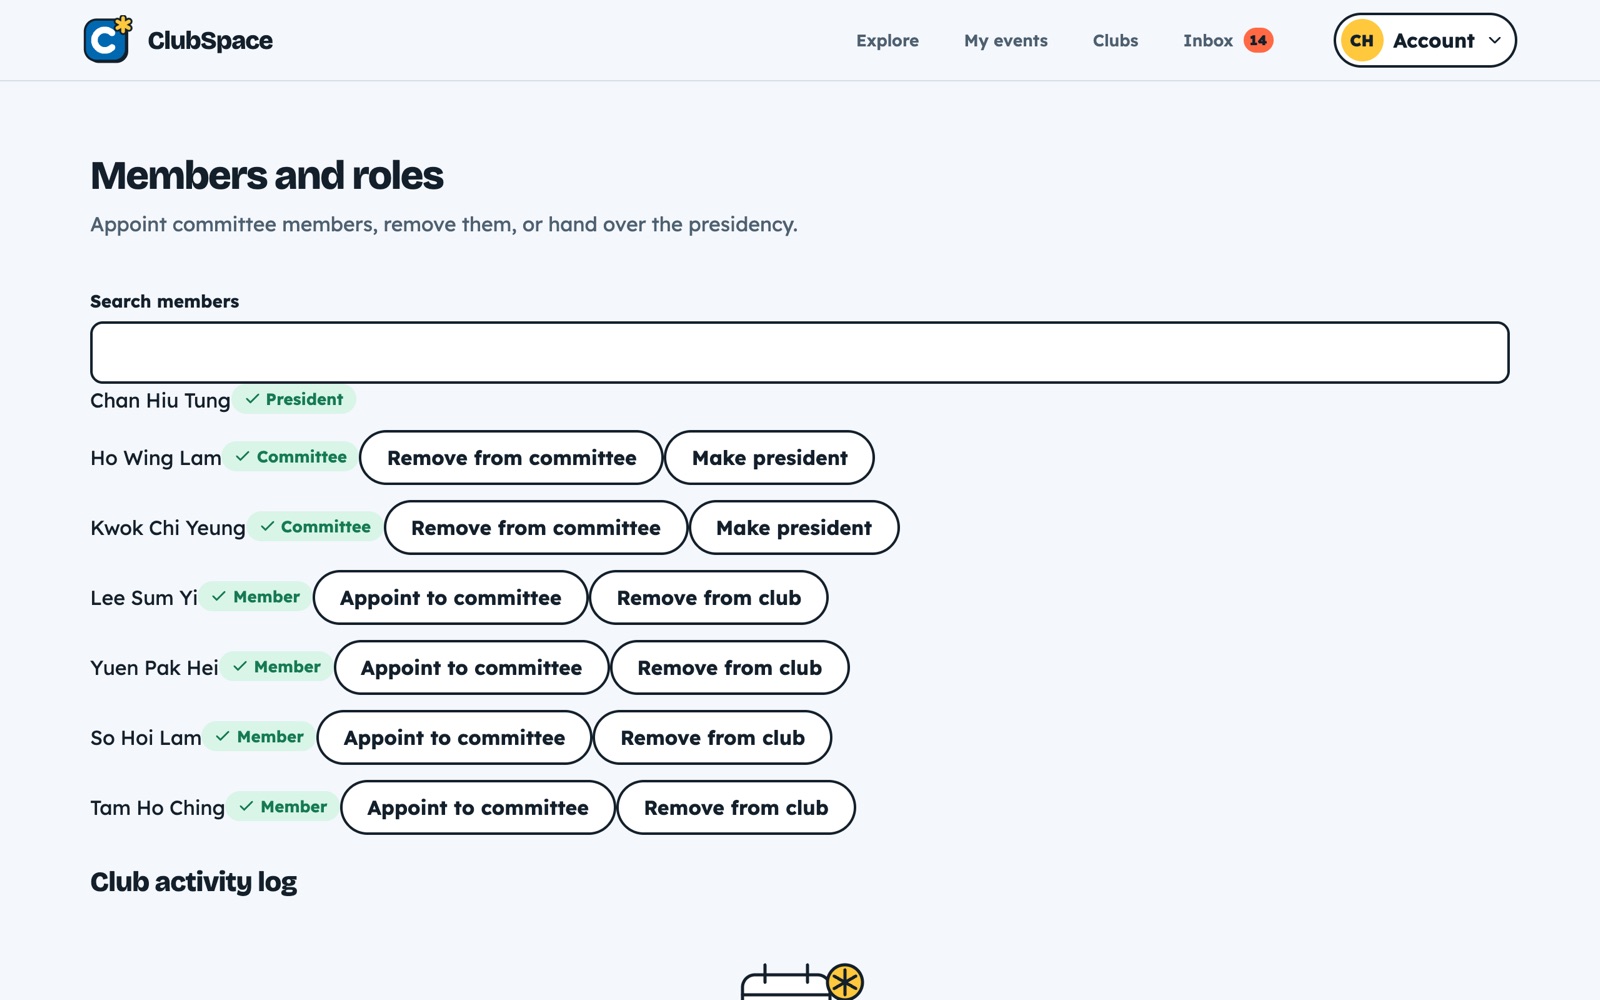 C ClubSpace Explore My events Clubs Inbox 14 CH Account
Members and roles
Appoint committee members, remove them, or hand over the presidency.
Search members
Chan Hiu Tung President
Ho Wing Lam Committee Remove from committee Make president
Kwok Chi Yeung Committee Remove from committee Make president
Lee Sum Yi Member Appoint to committee Remove from club
Yuen Pak Hei Member Appoint to committee Remove from club
So Hoi Lam Member Appoint to committee Remove from club
Tam Ho Ching Member Appoint to committee Remove from club
Club activity log